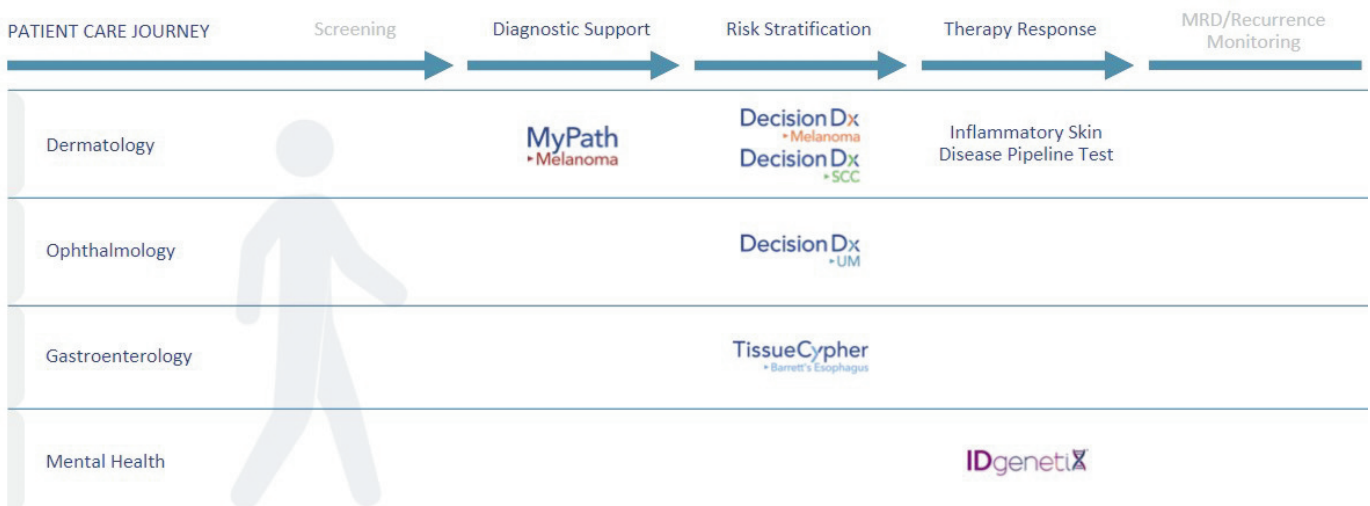 PATIENT CARE JOURNEY
Screening
Diagnostic Support
Risk Stratification
Therapy Response
MRD/Recurrence
Monitoring
Dermatology
MyPath
Melanoma
DecisionDx
Melanoma
DecisionDx
SCC
Inflammatory Skin
Disease Pipeline Test
Ophthalmology
DecisionDx
UM
Gastroenterology
TissueCypher
Barrett's Esophagus
Mental Health
IDgenetiX